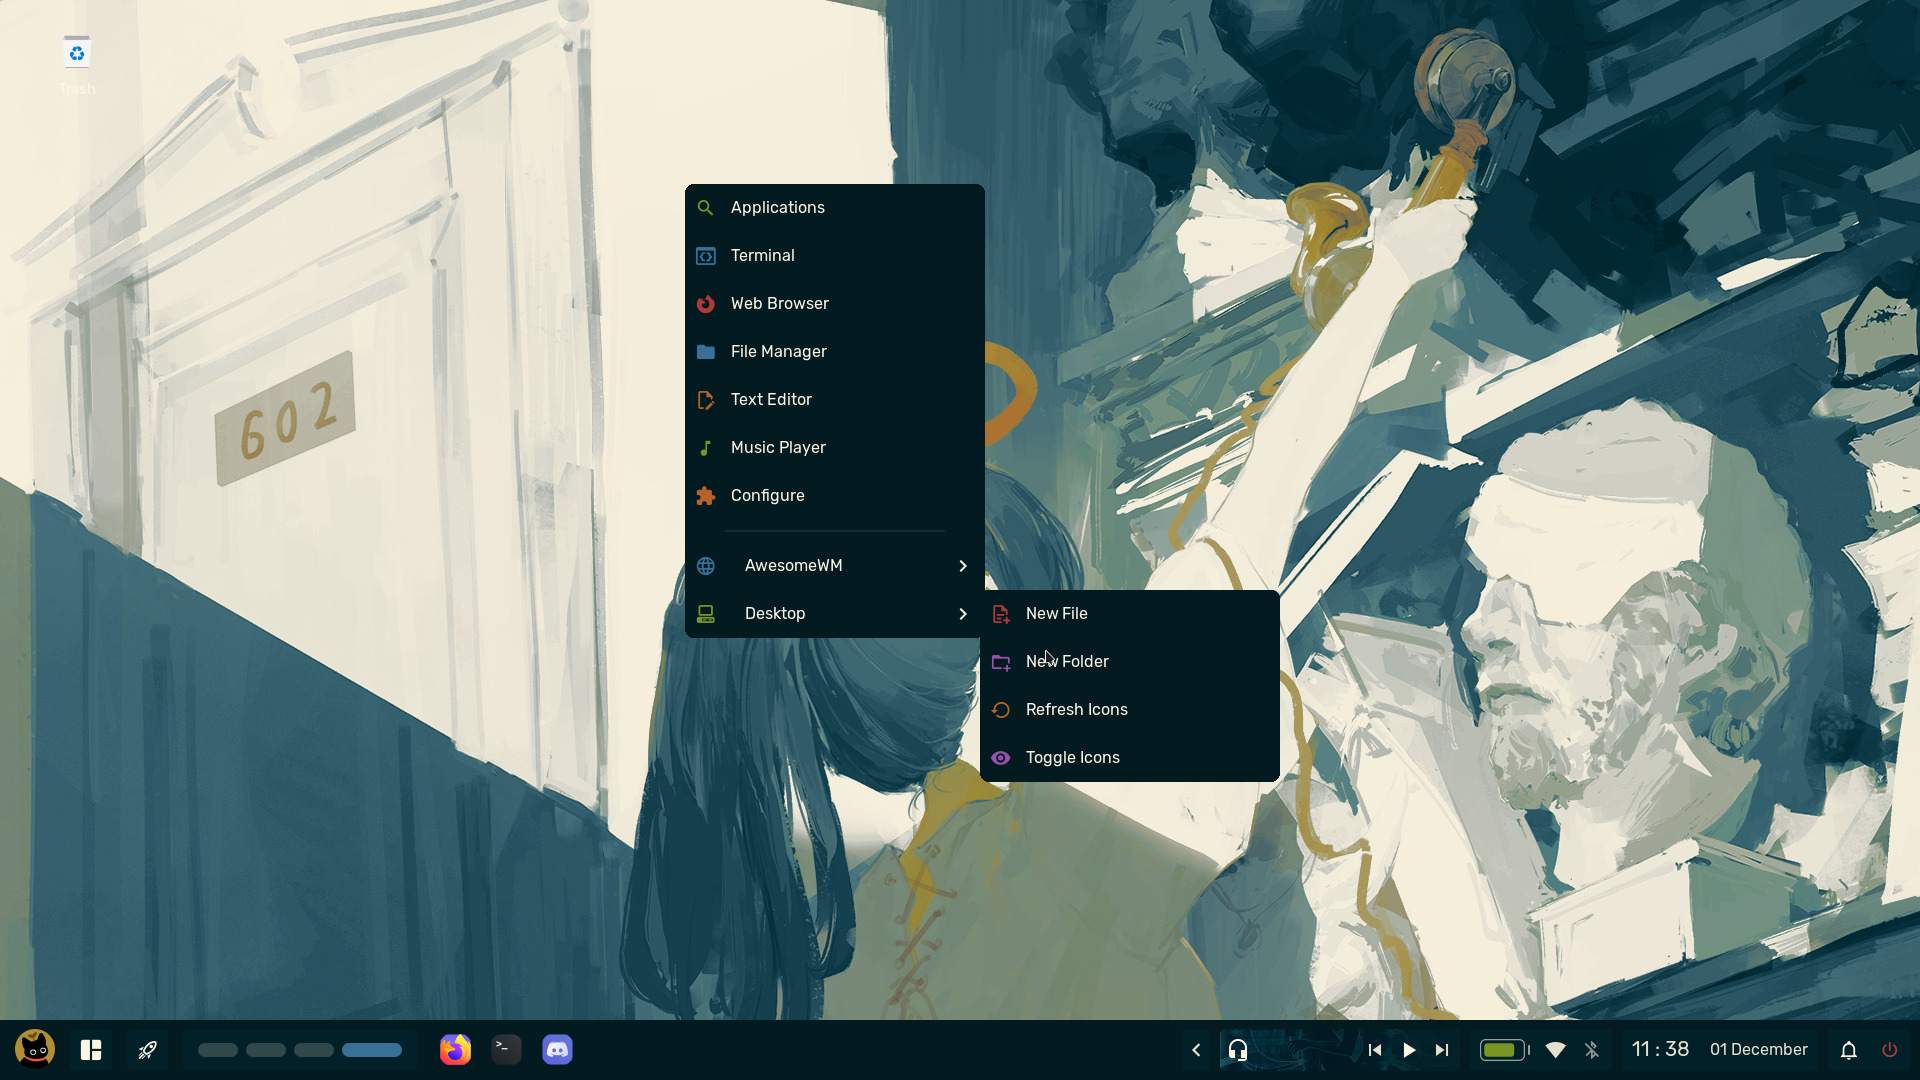 Trash
Applications
Terminal
Web Browser
File Manager
Text Editor
Music Player
Configure
AwesomeWM
Desktop
New File
New Folder
Refresh Icons
Toggle Icons
602
11 : 38
01 December